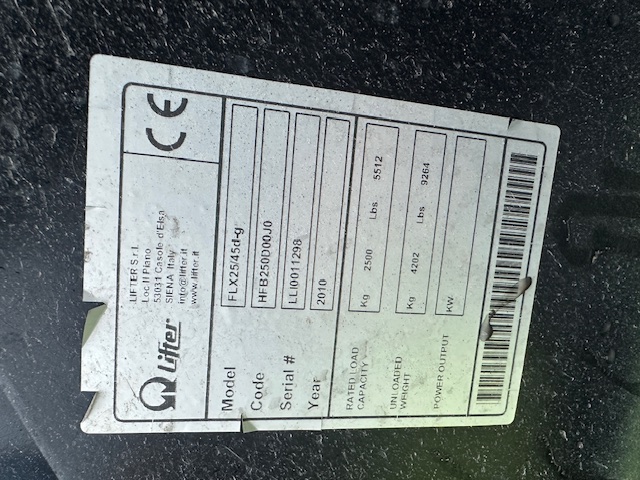 Lifter
LIFTER S.r.l.
Loc.Il Piano
53031 Casole d'Elsa
SIENA Italy
info@lifter.it
www.lifter.it
CE
Model FLX25/45d-g
Code HFB250D00J0
Serial # LLI0011298
Year 2010
RATED LOAD CAPACITY Kg 2500 Lbs 5512
UNLOADED WEIGHT Kg 4202 Lbs 9264
POWER OUTPUT KW.